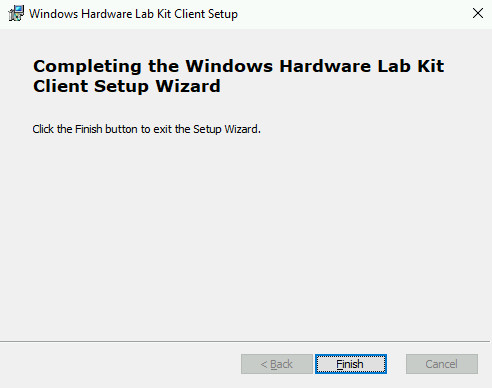 Windows Hardware Lab Kit Client Setup
Completing the Windows Hardware Lab Kit
Client Setup Wizard
Click the Finish button to exit the Setup Wizard.
< Back
Finish
Cancel